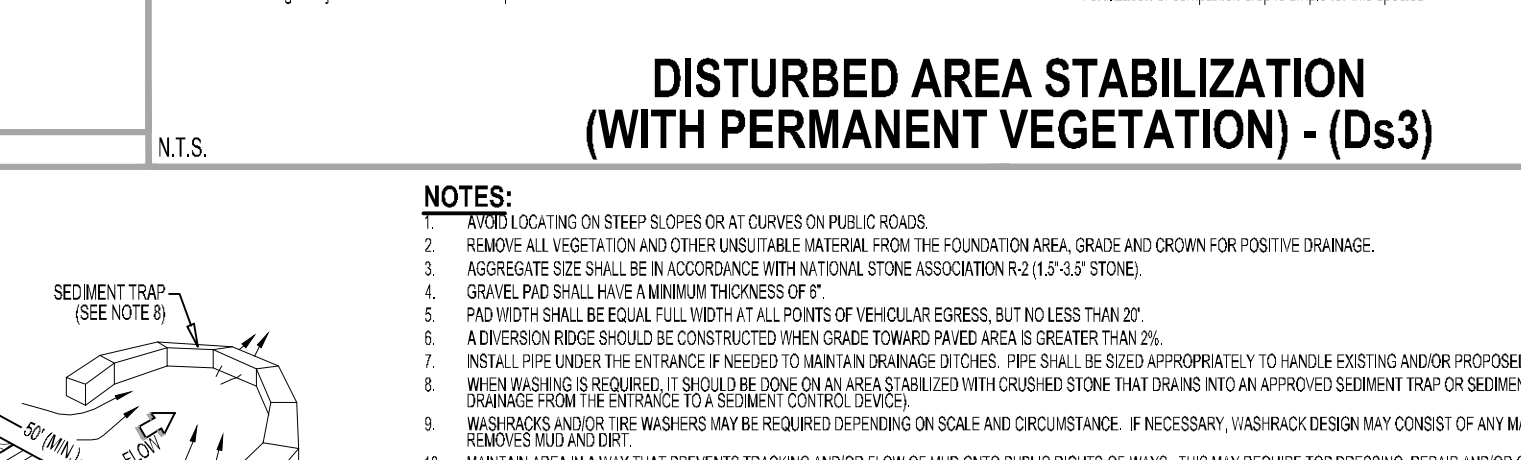 DISTURBED AREA STABILIZATION
(WITH PERMANENT VEGETATION) - (Ds3)
N.T.S.
NOTES:
1. AVOID LOCATING ON STEEP SLOPES OR AT CURVES ON PUBLIC ROADS.
2. REMOVE ALL VEGETATION AND OTHER UNSUITABLE MATERIAL FROM THE FOUNDATION AREA, GRADE AND CROWN FOR POSITIVE DRAINAGE.
3. AGGREGATE SIZE SHALL BE IN ACCORDANCE WITH NATIONAL STONE ASSOCIATION R-2 (1.5"-3.5" STONE).
4. GRAVEL PAD SHALL HAVE A MINIMUM THICKNESS OF 6".
5. PAD WIDTH SHALL BE EQUAL FULL WIDTH AT ALL POINTS OF VEHICULAR EGRESS, BUT NO LESS THAN 20'.
6. A DIVERSION RIDGE SHOULD BE CONSTRUCTED WHEN GRADE TOWARD PAVED AREA IS GREATER THAN 2%.
7. INSTALL PIPE UNDER THE ENTRANCE IF NEEDED TO MAINTAIN DRAINAGE DITCHES. PIPE SHALL BE SIZED APPROPRIATELY TO HANDLE EXISTING AND/OR PROPOSE
8. WHEN WASHING IS REQUIRED, IT SHOULD BE DONE ON AN AREA STABILIZED WITH CRUSHED STONE THAT DRAINS INTO AN APPROVED SEDIMENT TRAP OR SEDIMEN
DRAINAGE FROM THE ENTRANCE TO A SEDIMENT CONTROL DEVICE).
9. WASHRACKS AND/OR TIRE WASHERS MAY BE REQUIRED DEPENDING ON SCALE AND CIRCUMSTANCE. IF NECESSARY, WASHRACK DESIGN MAY CONSIST OF ANY MA
REMOVES MUD AND DIRT.
SEDIMENT TRAP
(SEE NOTE 8)
50' (MIN.)
FLOW